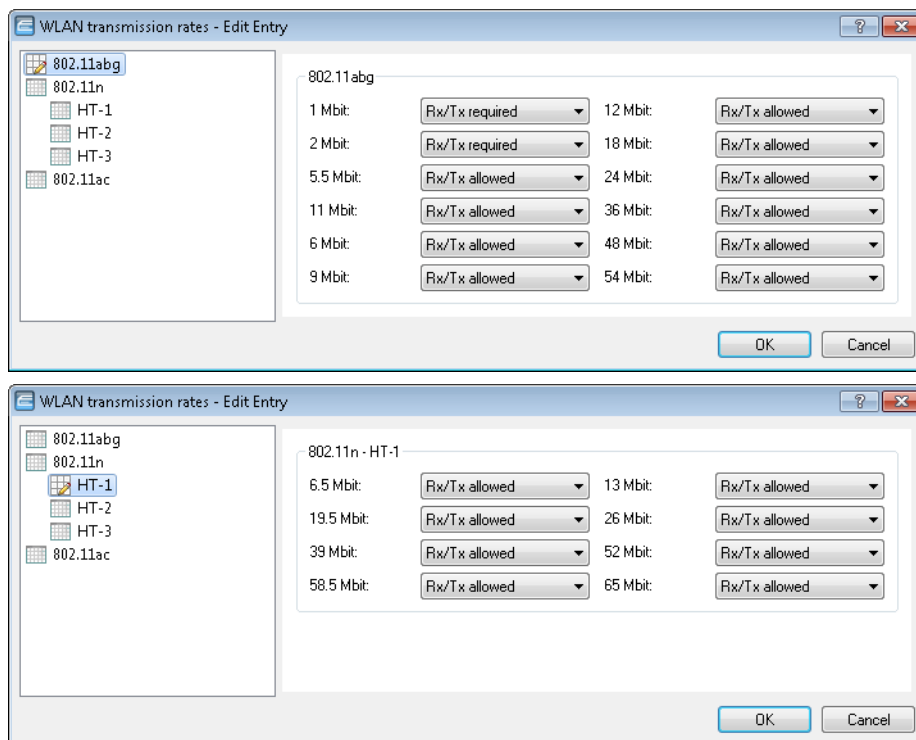 WLAN transmission rates - Edit Entry
802.11abg
802.11n
HT-1
HT-2
HT-3
802.11ac
802.11abg
1 Mbit: Rx/Tx required 12 Mbit: Rx/Tx allowed
2 Mbit: Rx/Tx required 18 Mbit: Rx/Tx allowed
5.5 Mbit: Rx/Tx allowed 24 Mbit: Rx/Tx allowed
11 Mbit: Rx/Tx allowed 36 Mbit: Rx/Tx allowed
6 Mbit: Rx/Tx allowed 48 Mbit: Rx/Tx allowed
9 Mbit: Rx/Tx allowed 54 Mbit: Rx/Tx allowed
OK Cancel
WLAN transmission rates - Edit Entry
802.11abg
802.11n
HT-1
HT-2
HT-3
802.11ac
802.11n - HT-1
6.5 Mbit: Rx/Tx allowed 13 Mbit: Rx/Tx allowed
19.5 Mbit: Rx/Tx allowed 26 Mbit: Rx/Tx allowed
39 Mbit: Rx/Tx allowed 52 Mbit: Rx/Tx allowed
58.5 Mbit: Rx/Tx allowed 65 Mbit: Rx/Tx allowed
OK Cancel